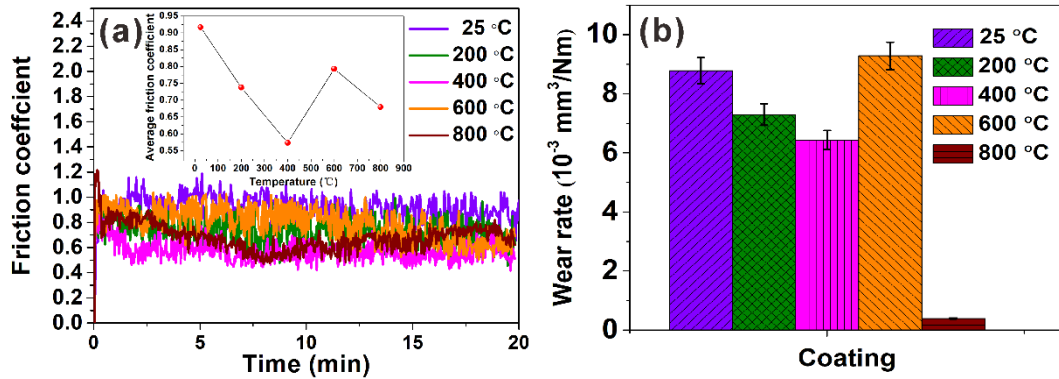 (a)
Friction coeffcient
2.4
2.2
2.0
1.8
1.6
1.4
1.2
1.0
0.8
0.6
0.4
0.2
0.0
0
5
10
15
20
Time (min)
Average friction coefficient
0.95
0.90
0.85
0.80
0.75
0.70
0.65
0.60
0.55
0 100 200 300 400 500 600 700 800 900
Temperature(℃)
25 °C
200 °C
400 °C
600 °C
800 °C
(b)
Wear rate (10⁻³ mm³/Nm)
10
8
6
4
2
0
Coating
25 °C
200 °C
400 °C
600 °C
800 °C